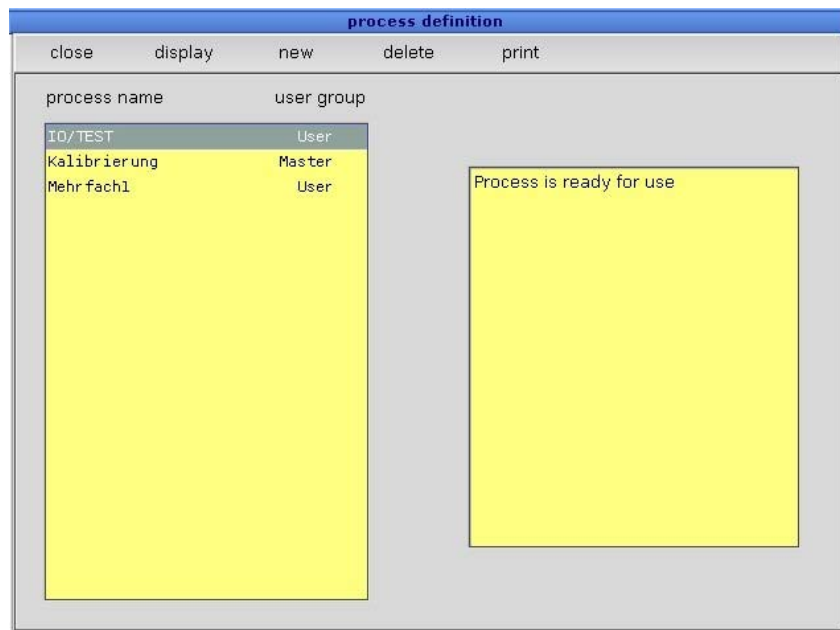 process definition
close display new delete print
process name user group
IO/TEST User
Kalibrierung Master
Mehrfachl User
Process is ready for use